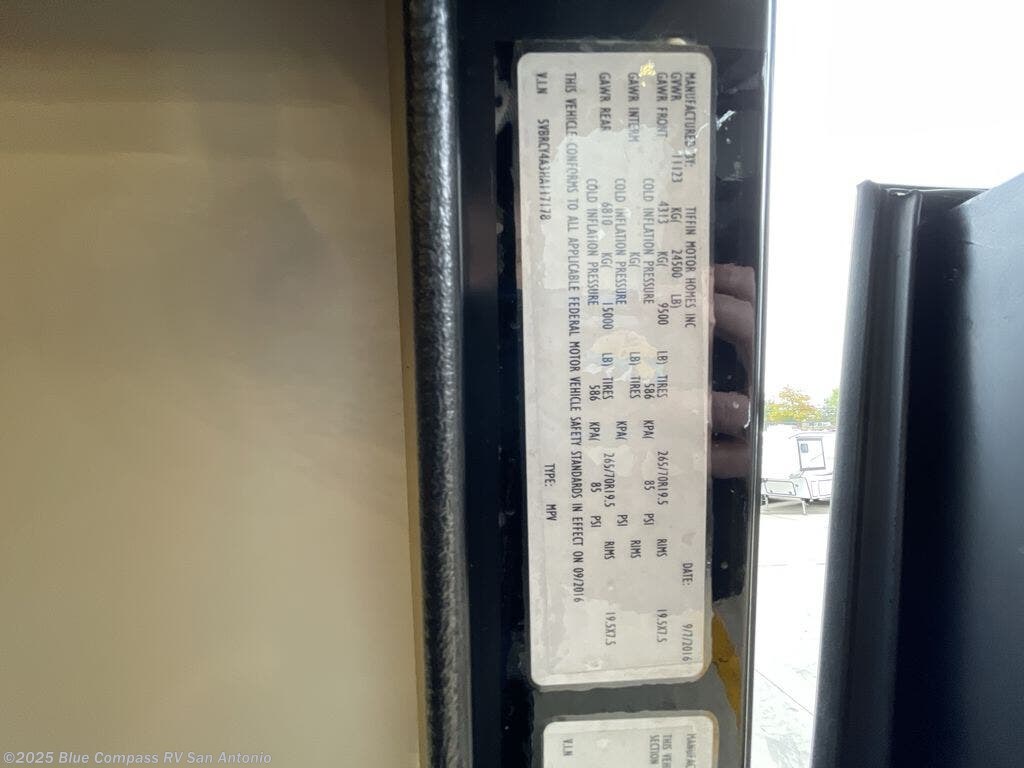 MANUFACTURED BY: TIFFIN MOTOR HOMES INC DATE: 9/7/2016
GVWR 11123 KG( 24500 LB)
GAWR FRONT 4313 KG( 9500 LB) TIRES 265/70R19.5 RIMS 19.5X7.5
COLD INFLATION PRESSURE 586 KPA( 85 PSI
GAWR INTERM KG( LB) TIRES RIMS
COLD INFLATION PRESSURE KPA( PSI
GAWR REAR 6810 KG( 15000 LB) TIRES 265/70R19.5 RIMS 19.5X7.5
COLD INFLATION PRESSURE 586 KPA( 85 PSI
THIS VEHICLE CONFORMS TO ALL APPLICABLE FEDERAL MOTOR VEHICLE SAFETY STANDARDS IN EFFECT ON 09/2016
V.I.N 5VBRCY4A3HA117178 TYPE: MPV
THIS VEH
SECTION
V.I.N
©2025 Blue Compass RV San Antonio